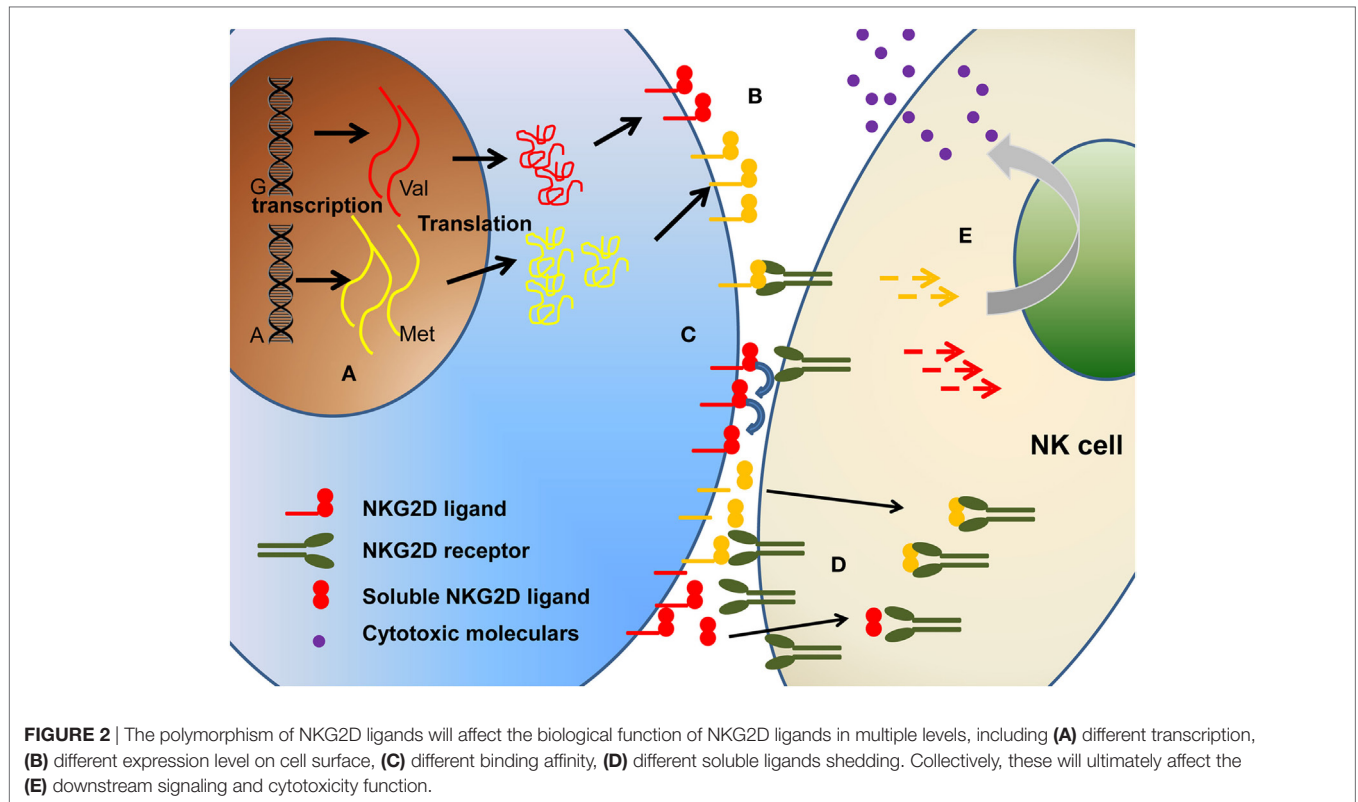 B
G
Val
transcription
Translation
E
A
Met
A
C
NK cell
NKG2D ligand
NKG2D receptor
D
Soluble NKG2D ligand
Cytotoxic moleculars
FIGURE 2 | The polymorphism of NKG2D ligands will affect the biological function of NKG2D ligands in multiple levels, including (A) different transcription,
(B) different expression level on cell surface, (C) different binding affinity, (D) different soluble ligands shedding. Collectively, these will ultimately affect the
(E) downstream signaling and cytotoxicity function.